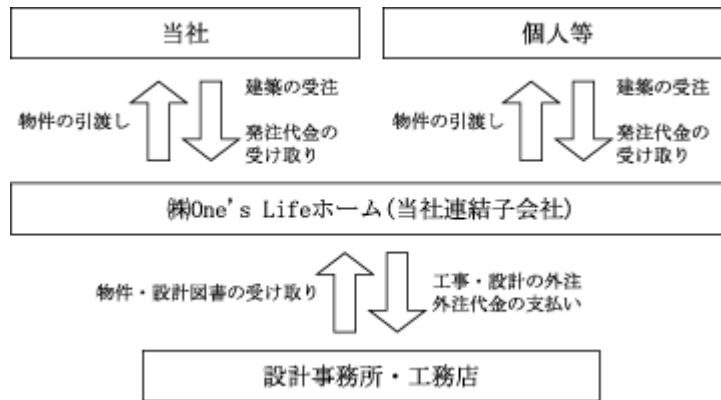 当社
個人等
物件の引渡し
建築の受注
発注代金の
受け取り
物件の引渡し
建築の受注
発注代金の
受け取り
㈱One's Lifeホーム(当社連結子会社)
物件・設計図書の受け取り
工事・設計の外注
外注代金の支払い
設計事務所・工務店